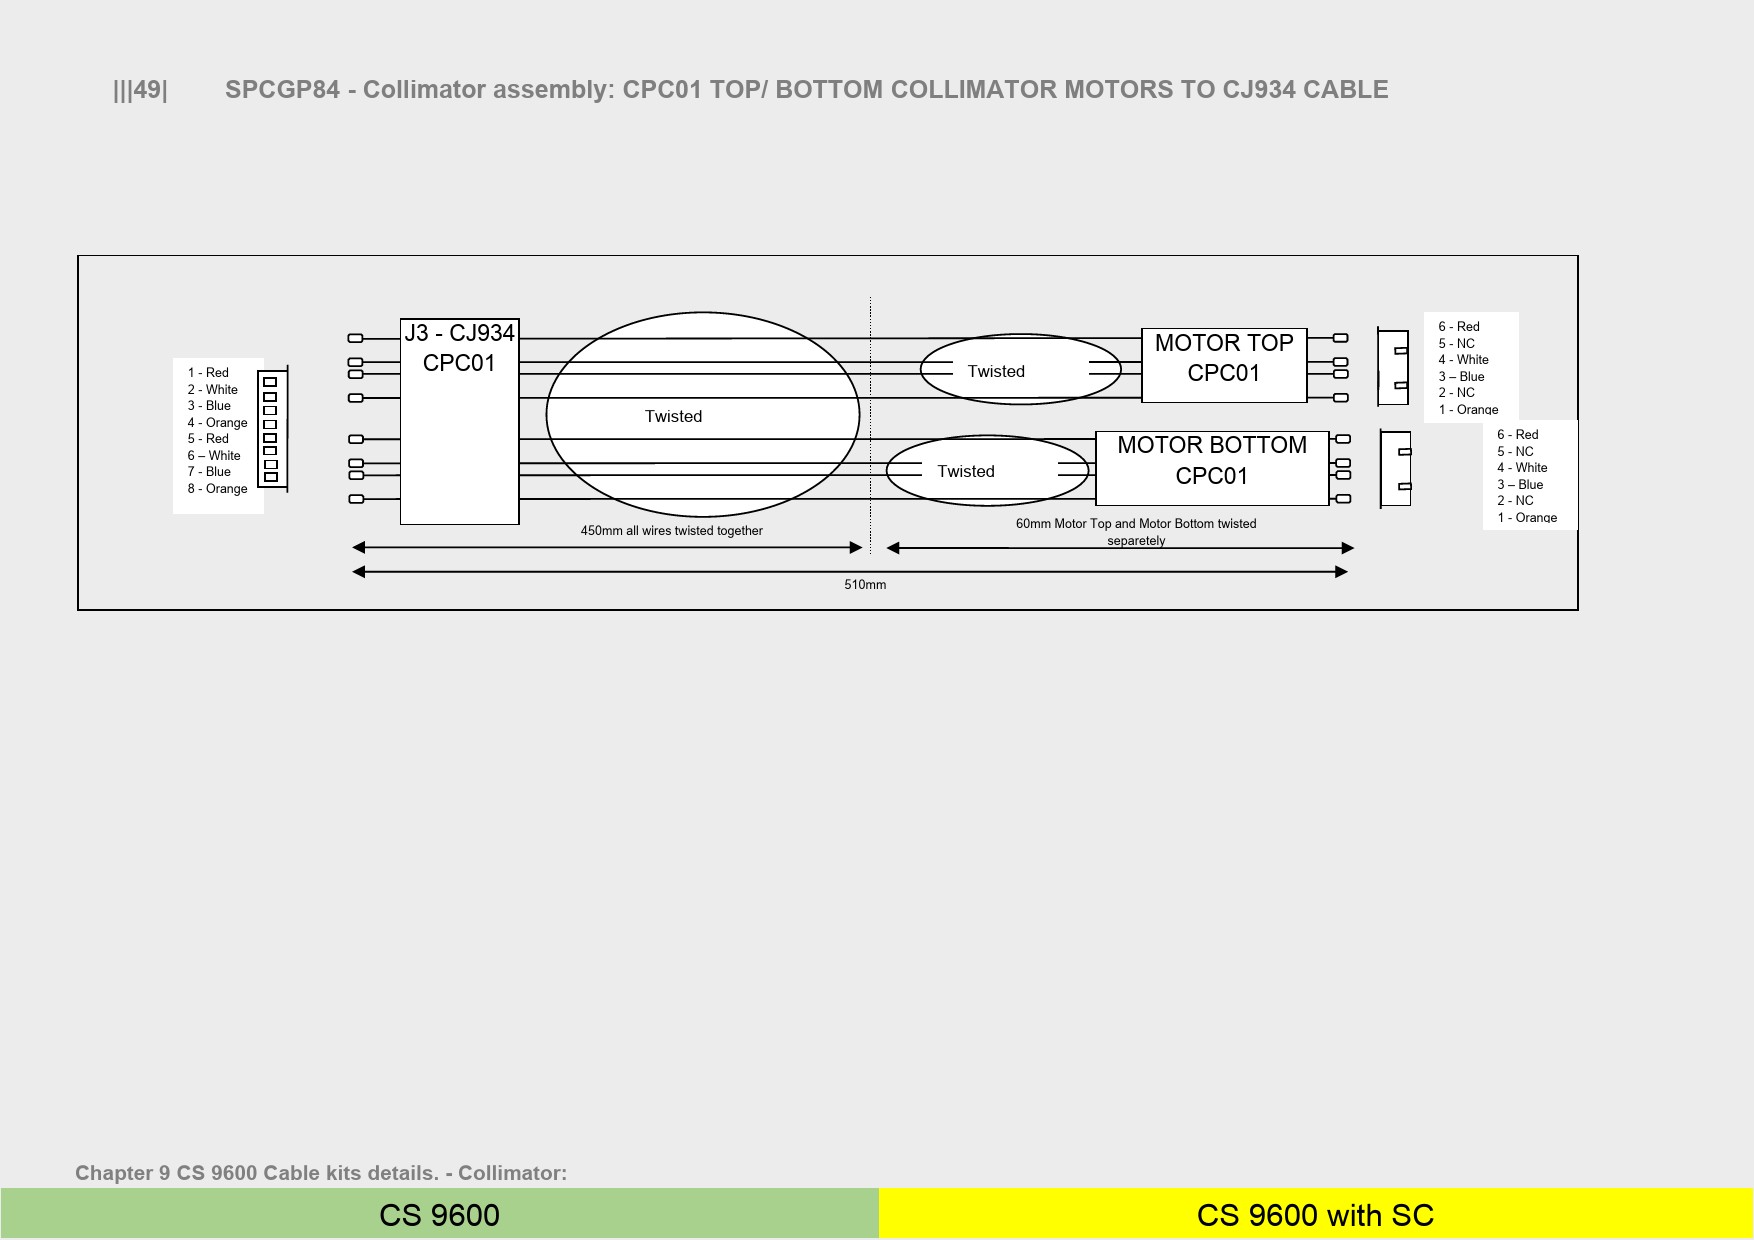 |||49| SPCGP84 - Collimator assembly: CPC01 TOP/ BOTTOM COLLIMATOR MOTORS TO CJ934 CABLE
1 - Red
2 - White
3 - Blue
4 - Orange
5 - Red
6 – White
7 - Blue
8 - Orange
J3 - CJ934
CPC01
Twisted
Twisted
MOTOR TOP
CPC01
Twisted
MOTOR BOTTOM
CPC01
6 - Red
5 - NC
4 - White
3 – Blue
2 - NC
1 - Orange
6 - Red
5 - NC
4 - White
3 – Blue
2 - NC
1 - Orange
450mm all wires twisted together
60mm Motor Top and Motor Bottom twisted
separetely
510mm
Chapter 9 CS 9600 Cable kits details. - Collimator:
CS 9600
CS 9600 with SC